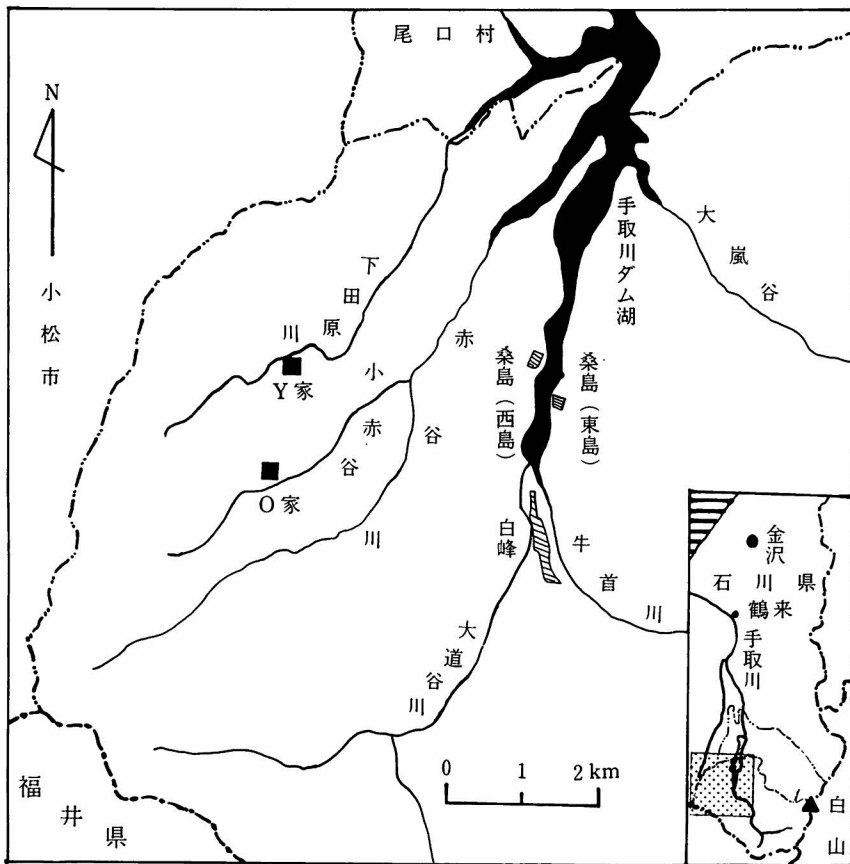 尾口村
N
小松市
下田原川
手取川ダム湖
大嵐谷
赤谷川
小赤谷
Y家
O家
桑島（西島）
桑島（東島）
白峰
牛首川
大道谷川
0 1 2 km
福井県
金沢
石川県
鶴来
手取川
白山